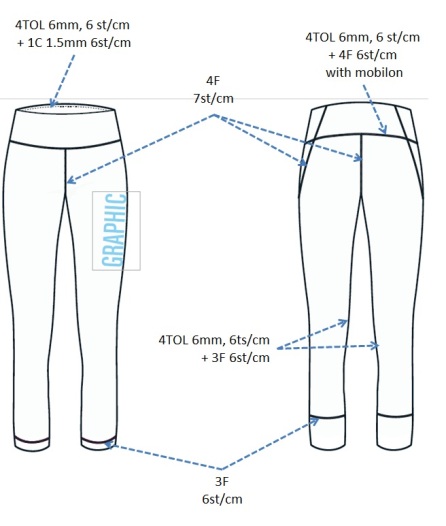 4TOL 6mm, 6 st/cm
+ 1C 1.5mm 6st/cm
4TOL 6mm, 6 st/cm
+ 4F 6st/cm
with mobilon
4F
7st/cm
GRAPHIC
4TOL 6mm, 6ts/cm
+ 3F 6st/cm
3F
6st/cm